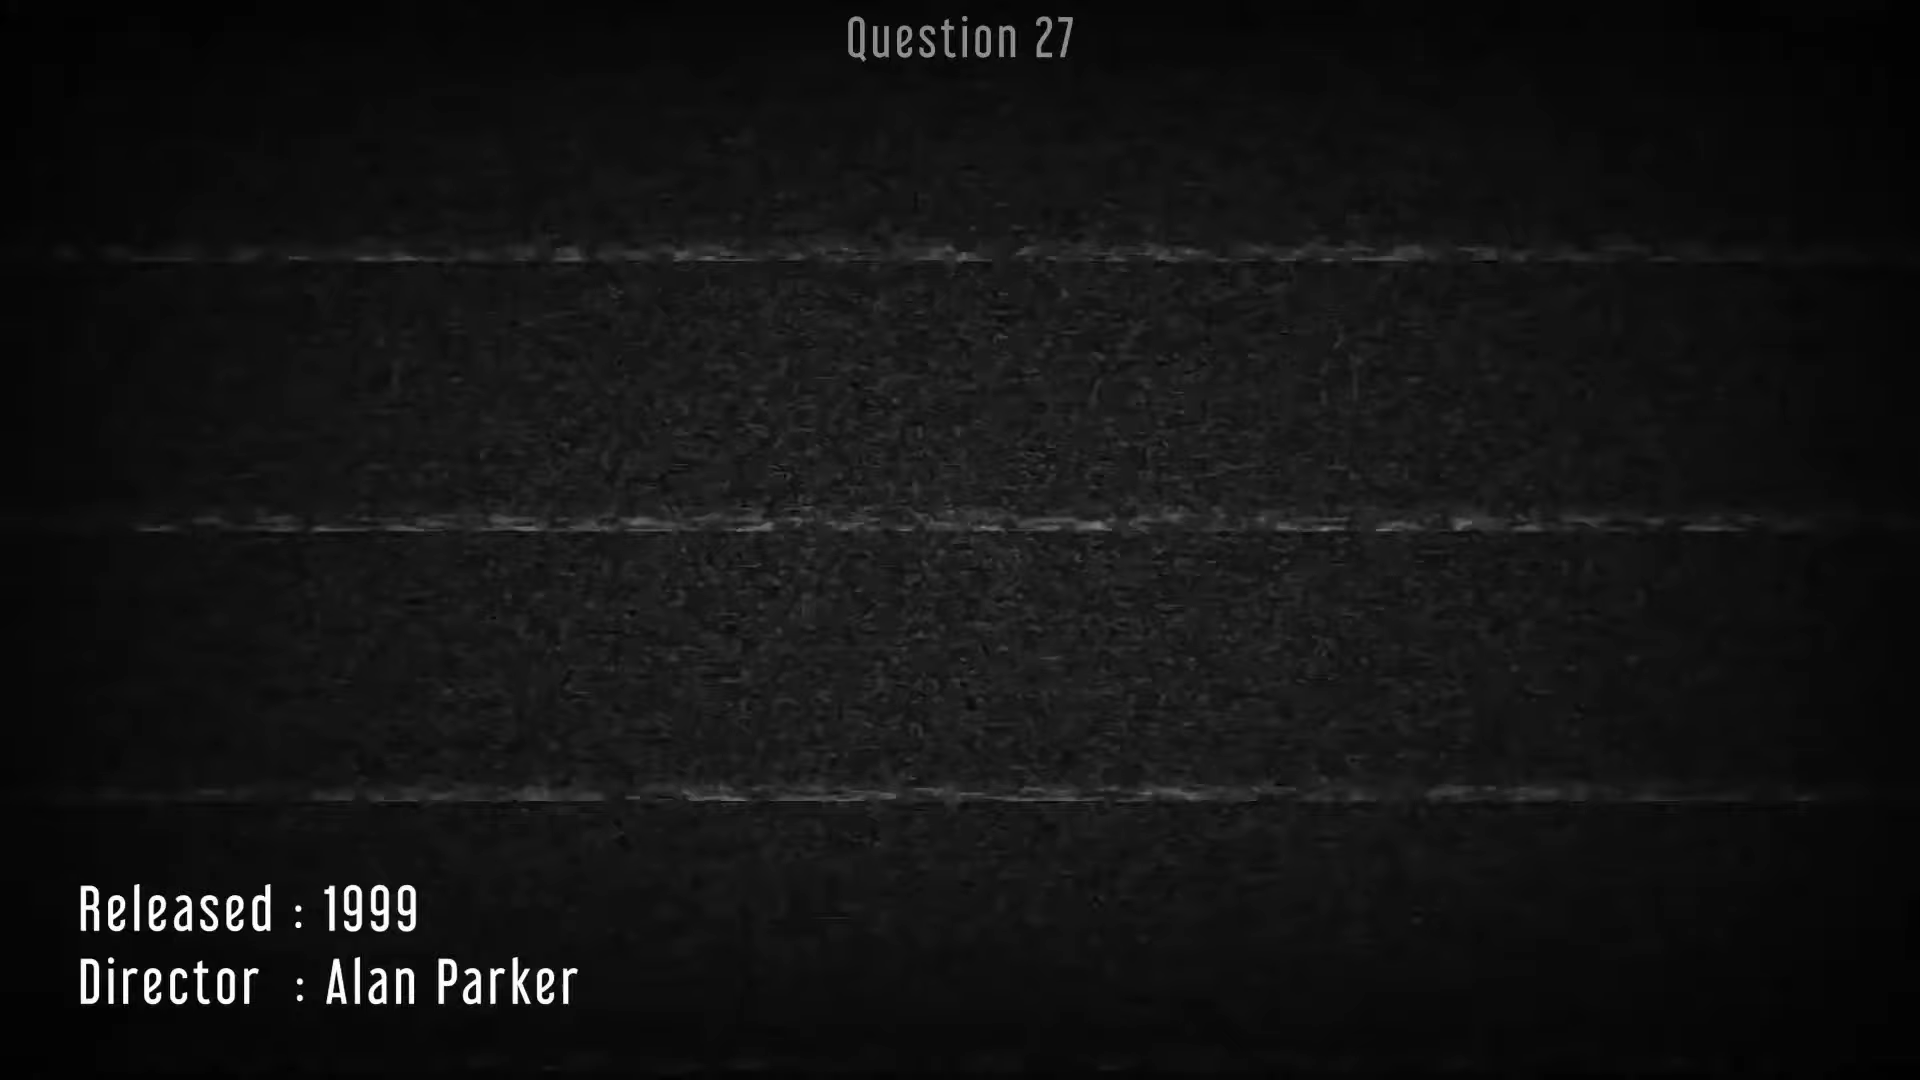 Question 27
Released : 1999
Director : Alan Parker